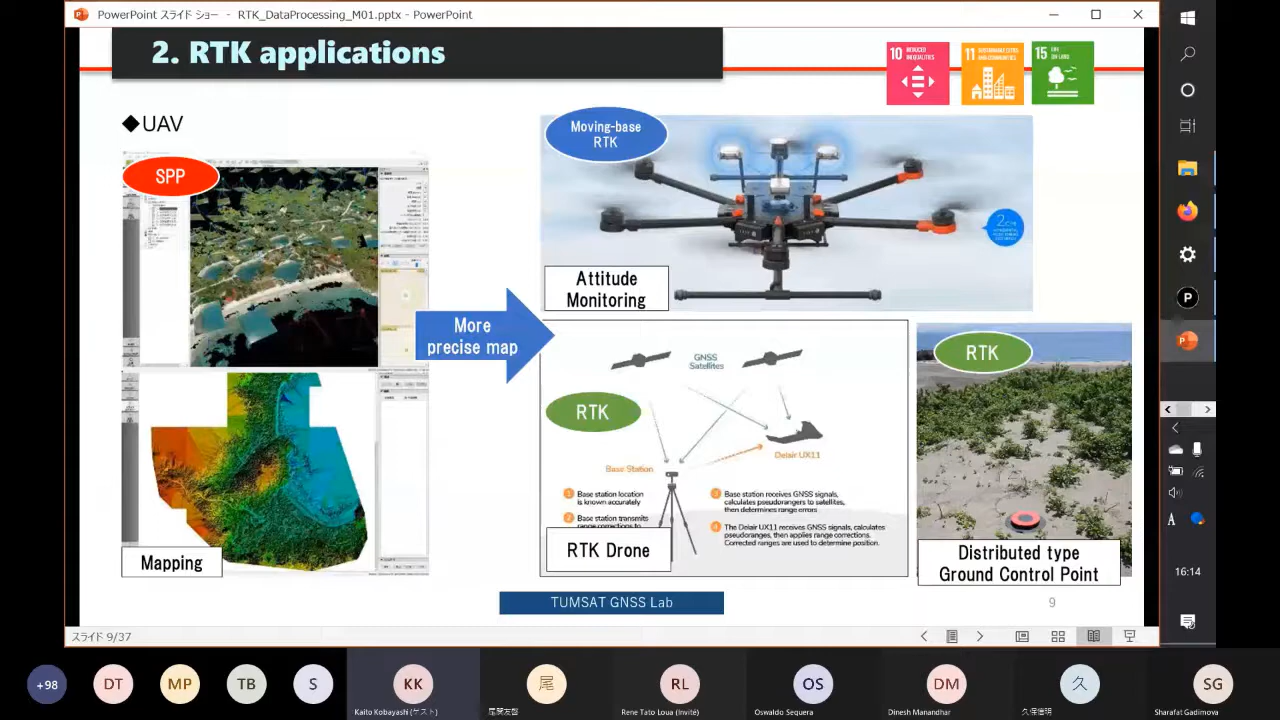 PowerPoint スライド ショー - RTK_DataProcessing_M01.pptx - PowerPoint
2. RTK applications
10 REDUCED INEQUALITIES
11 SUSTAINABLE CITIES AND COMMUNITIES
15 LIFE ON LAND
◆UAV
SPP
Mapping
More
precise map
Moving-base
RTK
Attitude
Monitoring
GNSS
Satellites
RTK
Base Station
Delair UX11
1 Base station location
is known accurately
2 Base station transmits
range corrections to
3 Base station receives GNSS signals,
calculates pseudoranges to satellites,
then determines range errors
4 The Delair UX11 receives GNSS signals, calculates
pseudoranges, then applies range corrections.
Corrected ranges are used to determine position.
RTK Drone
RTK
Distributed type
Ground Control Point
TUMSAT GNSS Lab
9
スライド 9/37
16:14
+98
DT
MP
TB
S
KK
Kaito Kobayashi (ゲスト)
尾
RL
Rene Tato Loua (Invité)
OS
Oswaldo Sequera
DM
Dinesh Manandhar
久
久保信明
SG
Sharafat Gadimova